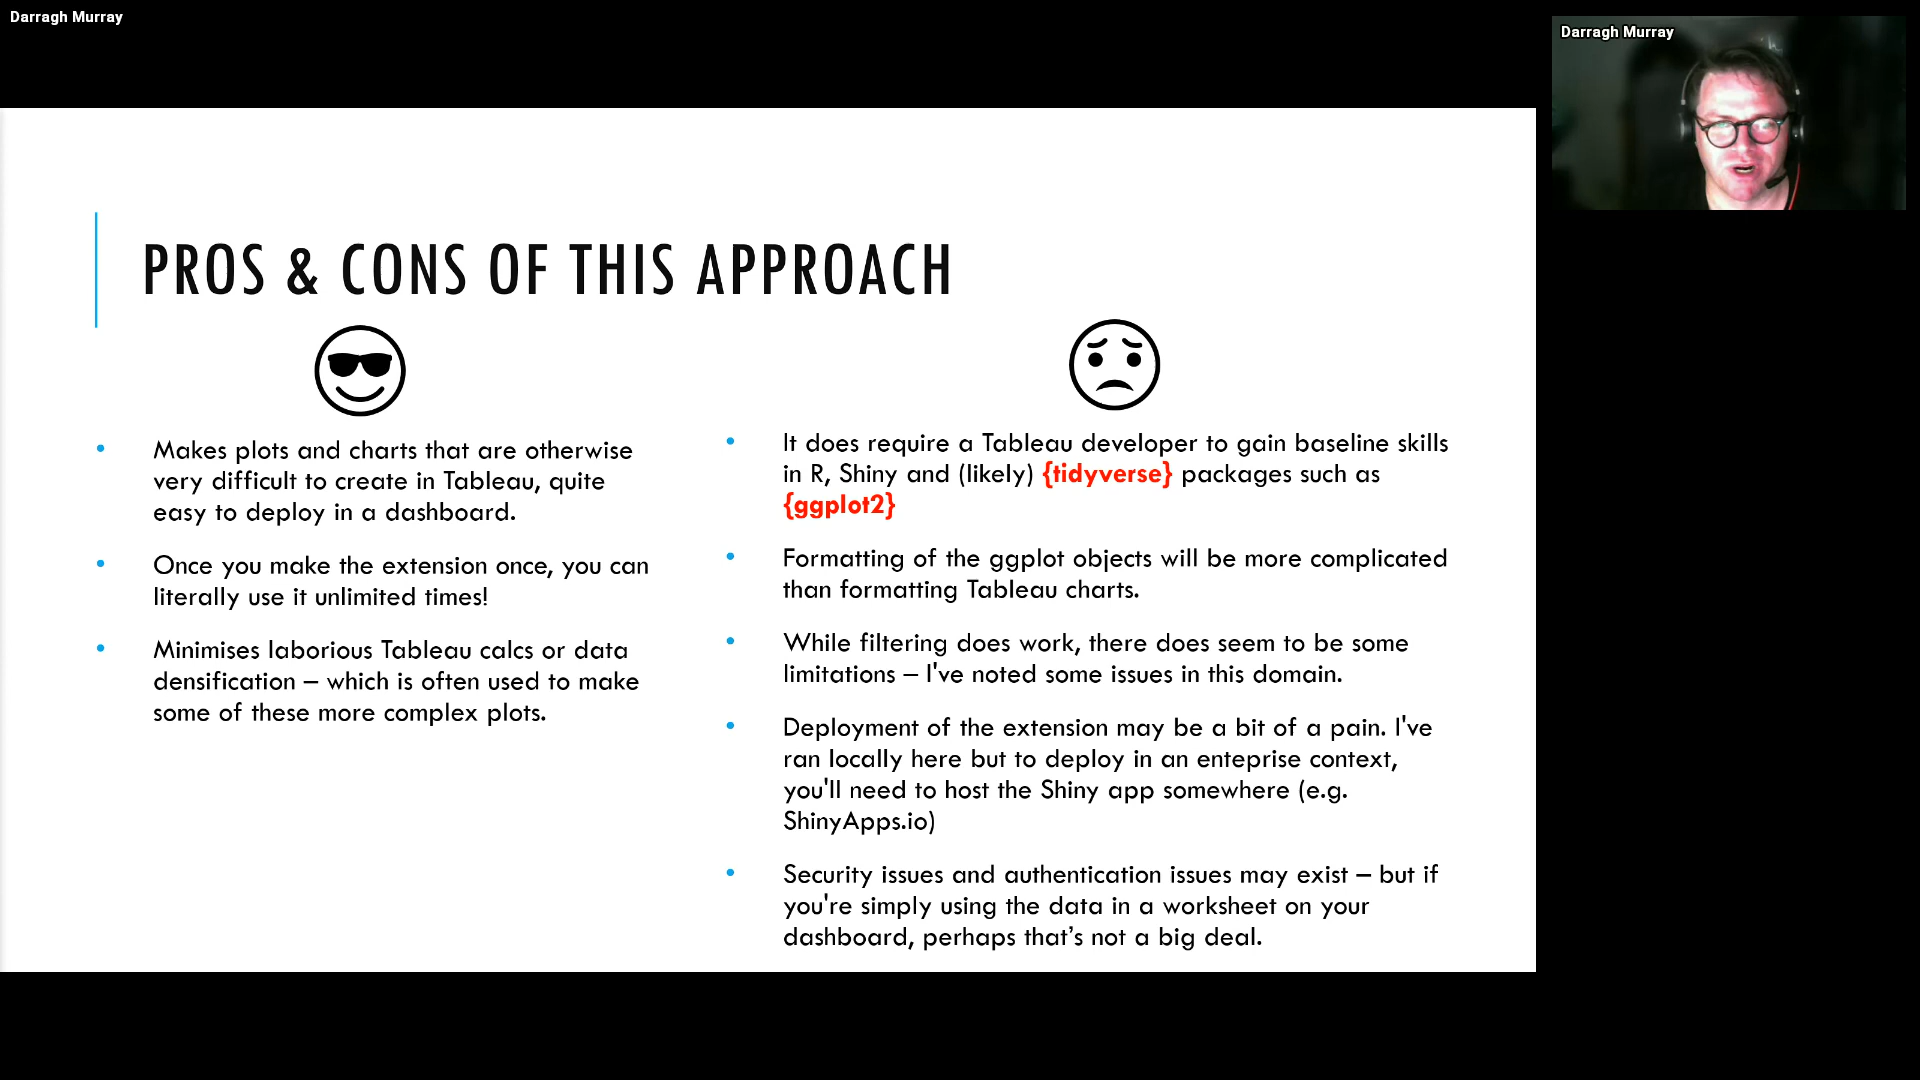 Darragh Murray
Darragh Murray
PROS & CONS OF THIS APPROACH
Makes plots and charts that are otherwise
very difficult to create in Tableau, quite
easy to deploy in a dashboard.
Once you make the extension once, you can
literally use it unlimited times!
Minimises laborious Tableau calcs or data
densification – which is often used to make
some of these more complex plots.
It does require a Tableau developer to gain baseline skills
in R, Shiny and (likely) {tidyverse} packages such as
{ggplot2}
Formatting of the ggplot objects will be more complicated
than formatting Tableau charts.
While filtering does work, there does seem to be some
limitations – I've noted some issues in this domain.
Deployment of the extension may be a bit of a pain. I've
ran locally here but to deploy in an enteprise context,
you'll need to host the Shiny app somewhere (e.g.
ShinyApps.io)
Security issues and authentication issues may exist – but if
you're simply using the data in a worksheet on your
dashboard, perhaps that’s not a big deal.